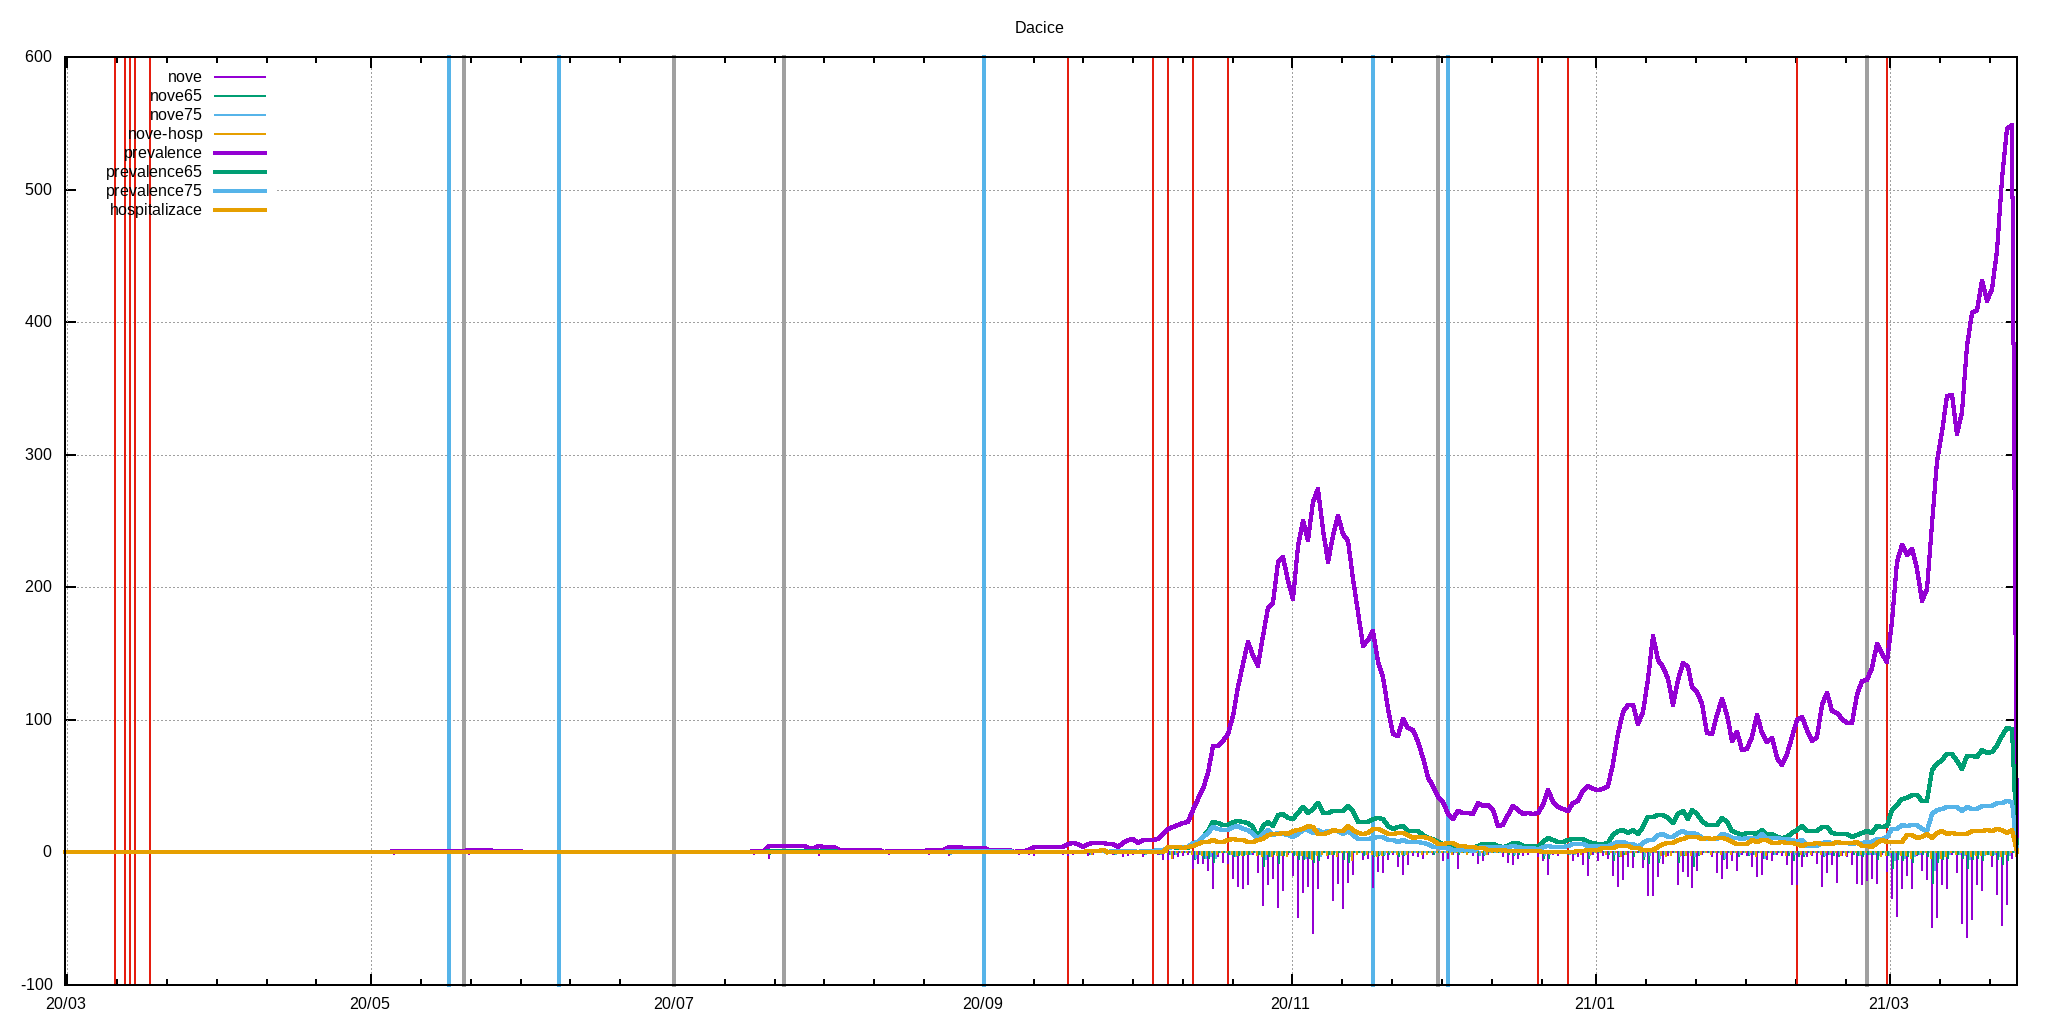 Dacice
600
500
400
300
200
100
0
-100
nove
nove65
nove75
nove-hosp
prevalence
prevalence65
prevalence75
hospitalizace
20/03 20/05 20/07 20/09 20/11 21/01 21/03